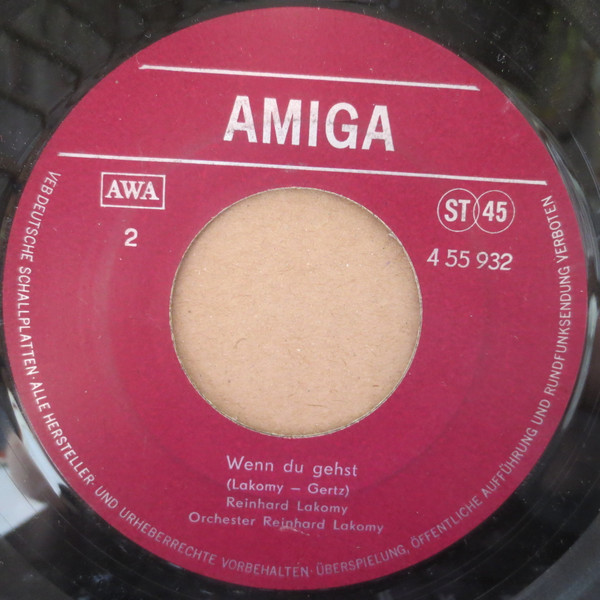 AMIGA
AWA
ST 45
2
4 55 932
Wenn du gehst
(Lakomy – Gertz)
Reinhard Lakomy
Orchester Reinhard Lakomy
VEB DEUTSCHE SCHALLPLATTEN · ALLE HERSTELLER- UND URHEBERRECHTE VORBEHALTEN · ÜBERSPIELUNG, ÖFFENTLICHE AUFFÜHRUNG UND RUNDFUNKSENDUNG VERBOTEN